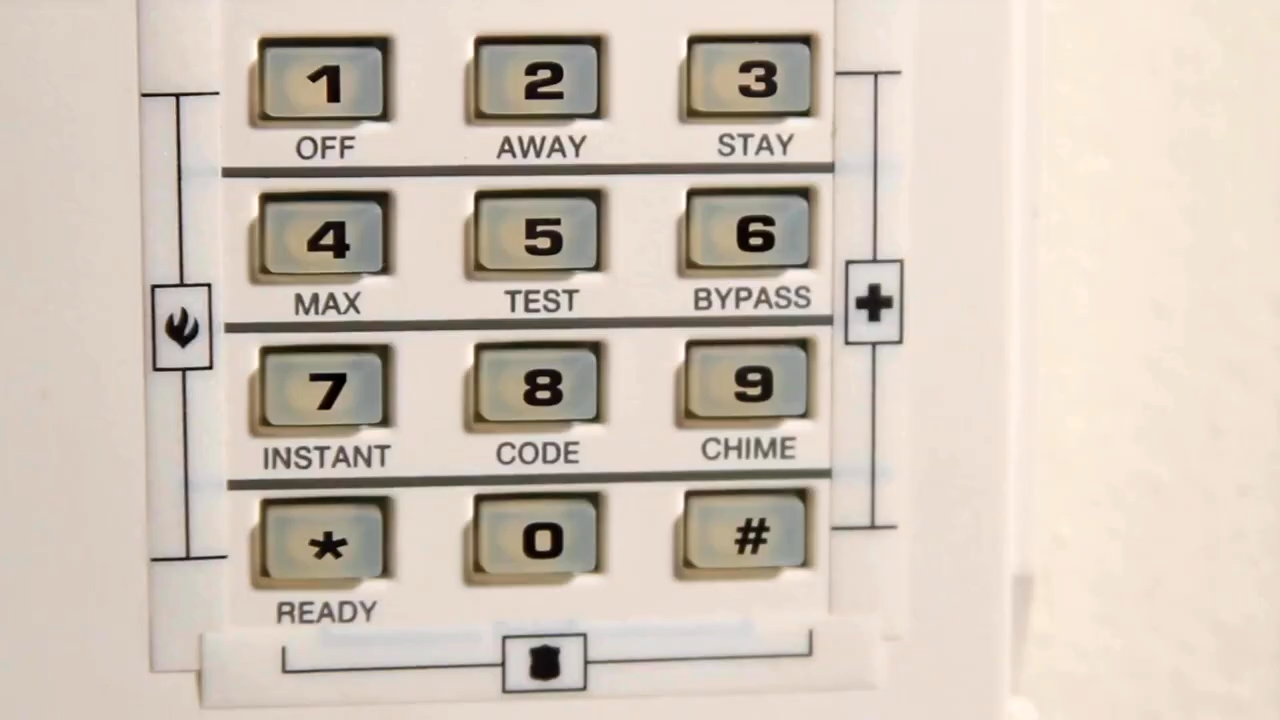 1 2 3
OFF AWAY STAY
4 5 6
MAX TEST BYPASS
7 8 9
INSTANT CODE CHIME
* 0 #
READY